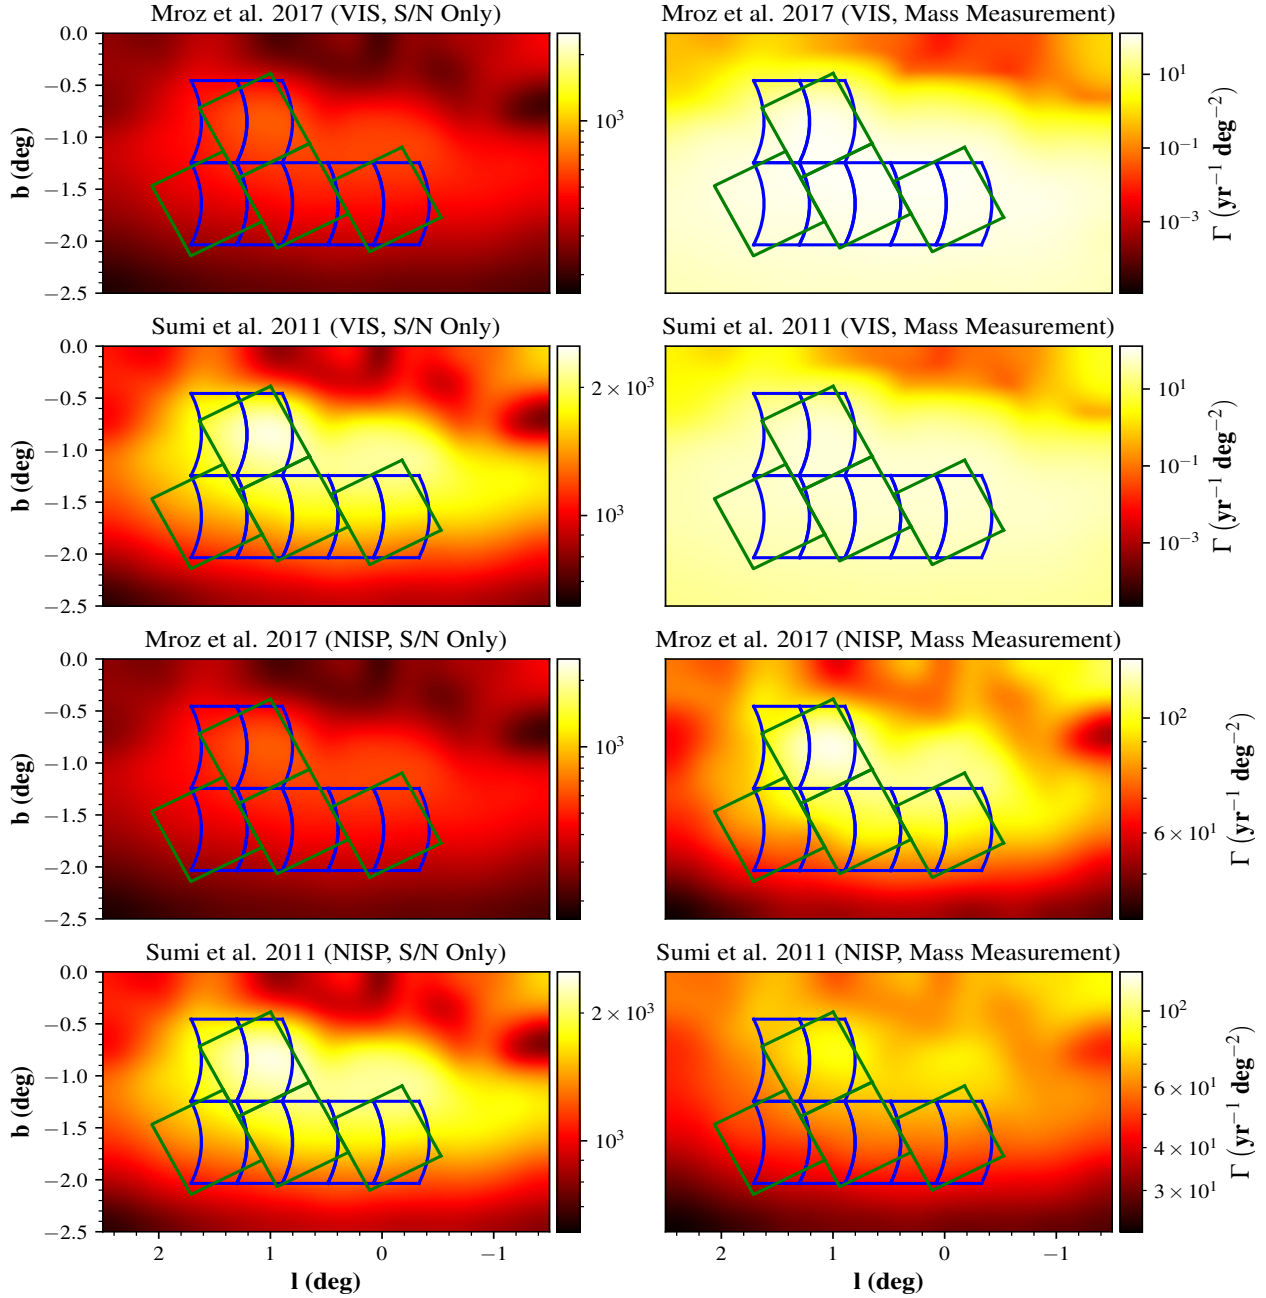 Mroz et al. 2017 (VIS, S/N Only)
Mroz et al. 2017 (VIS, Mass Measurement)
0.0
−0.5
−1.0
−1.5
−2.0
−2.5
b (deg)
10³
10¹
10⁻¹
10⁻³
Γ (yr⁻¹ deg⁻²)
Sumi et al. 2011 (VIS, S/N Only)
Sumi et al. 2011 (VIS, Mass Measurement)
0.0
−0.5
−1.0
−1.5
−2.0
−2.5
b (deg)
2 × 10³
10³
10¹
10⁻¹
10⁻³
Γ (yr⁻¹ deg⁻²)
Mroz et al. 2017 (NISP, S/N Only)
Mroz et al. 2017 (NISP, Mass Measurement)
0.0
−0.5
−1.0
−1.5
−2.0
−2.5
b (deg)
10³
10²
6 × 10¹
Γ (yr⁻¹ deg⁻²)
Sumi et al. 2011 (NISP, S/N Only)
Sumi et al. 2011 (NISP, Mass Measurement)
0.0
−0.5
−1.0
−1.5
−2.0
−2.5
b (deg)
2 × 10³
10³
10²
6 × 10¹
4 × 10¹
3 × 10¹
Γ (yr⁻¹ deg⁻²)
2 1 0 −1
2 1 0 −1
l (deg)
l (deg)